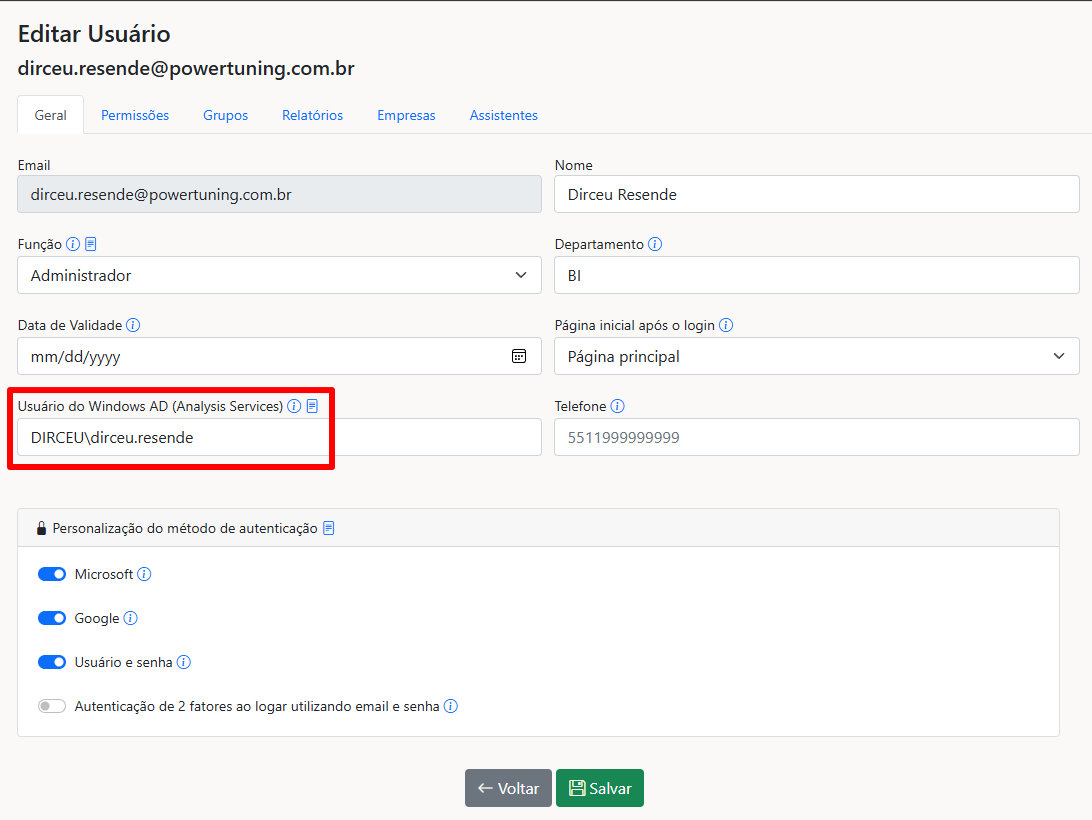 Editar Usuário
dirceu.resende@powertuning.com.br
Geral Permissões Grupos Relatórios Empresas Assistentes
Email Nome
dirceu.resende@powertuning.com.br Dirceu Resende
Função Departamento
Administrador BI
Data de Validade Página inicial após o login
mm/dd/yyyy Página principal
Usuário do Windows AD (Analysis Services) Telefone
DIRCEU\dirceu.resende 5511999999999
Personalização do método de autenticação
Microsoft
Google
Usuário e senha
Autenticação de 2 fatores ao logar utilizando email e senha
Voltar Salvar